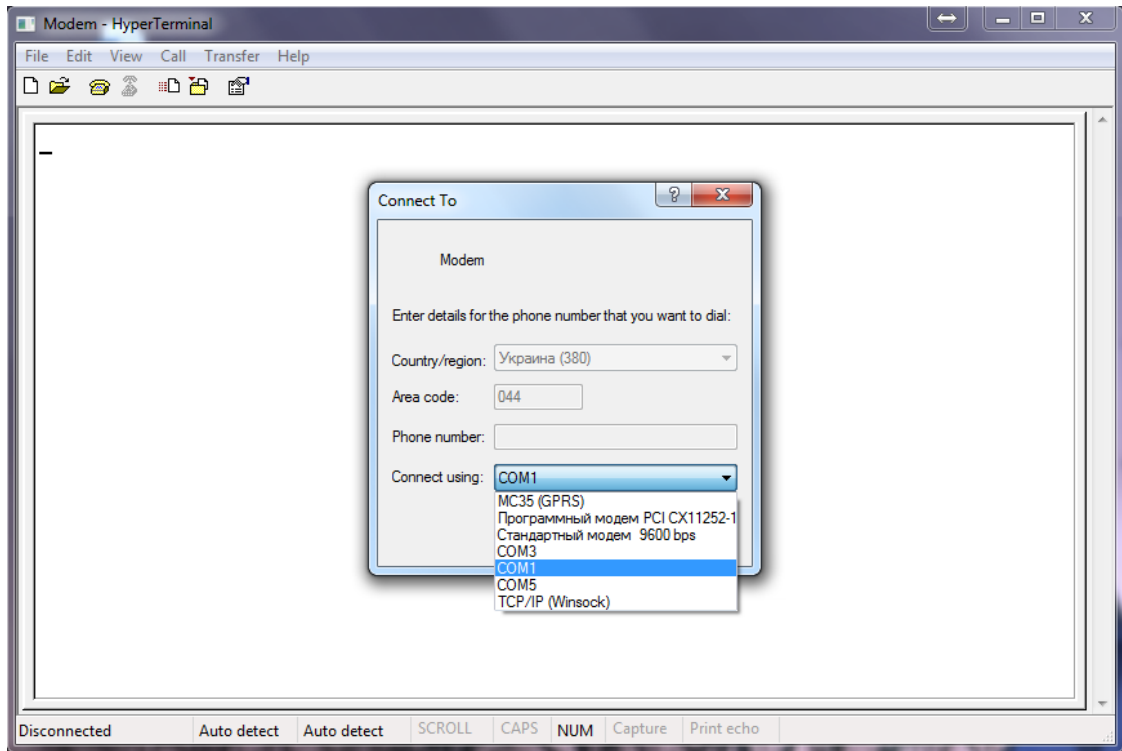 Modem - HyperTerminal
File Edit View Call Transfer Help
Connect To
Modem
Enter details for the phone number that you want to dial:
Country/region: Украина (380)
Area code: 044
Phone number:
Connect using: COM1
MC35 (GPRS)
Программный модем PCI CX11252-1
Стандартный модем 9600 bps
COM3
COM1
COM5
TCP/IP (Winsock)
Disconnected Auto detect Auto detect SCROLL CAPS NUM Capture Print echo